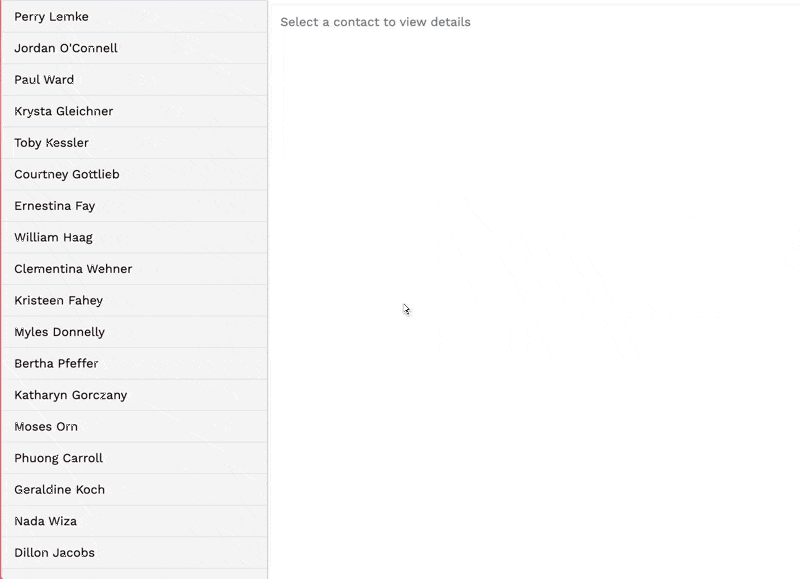 Perry Lemke
Jordan O'Connell
Paul Ward
Krysta Gleichner
Toby Kessler
Courtney Gottlieb
Ernestina Fay
William Haag
Clementina Wehner
Kristeen Fahey
Myles Donnelly
Bertha Pfeffer
Katharyn Gorczany
Moses Orn
Phuong Carroll
Geraldine Koch
Nada Wiza
Dillon Jacobs
Select a contact to view details